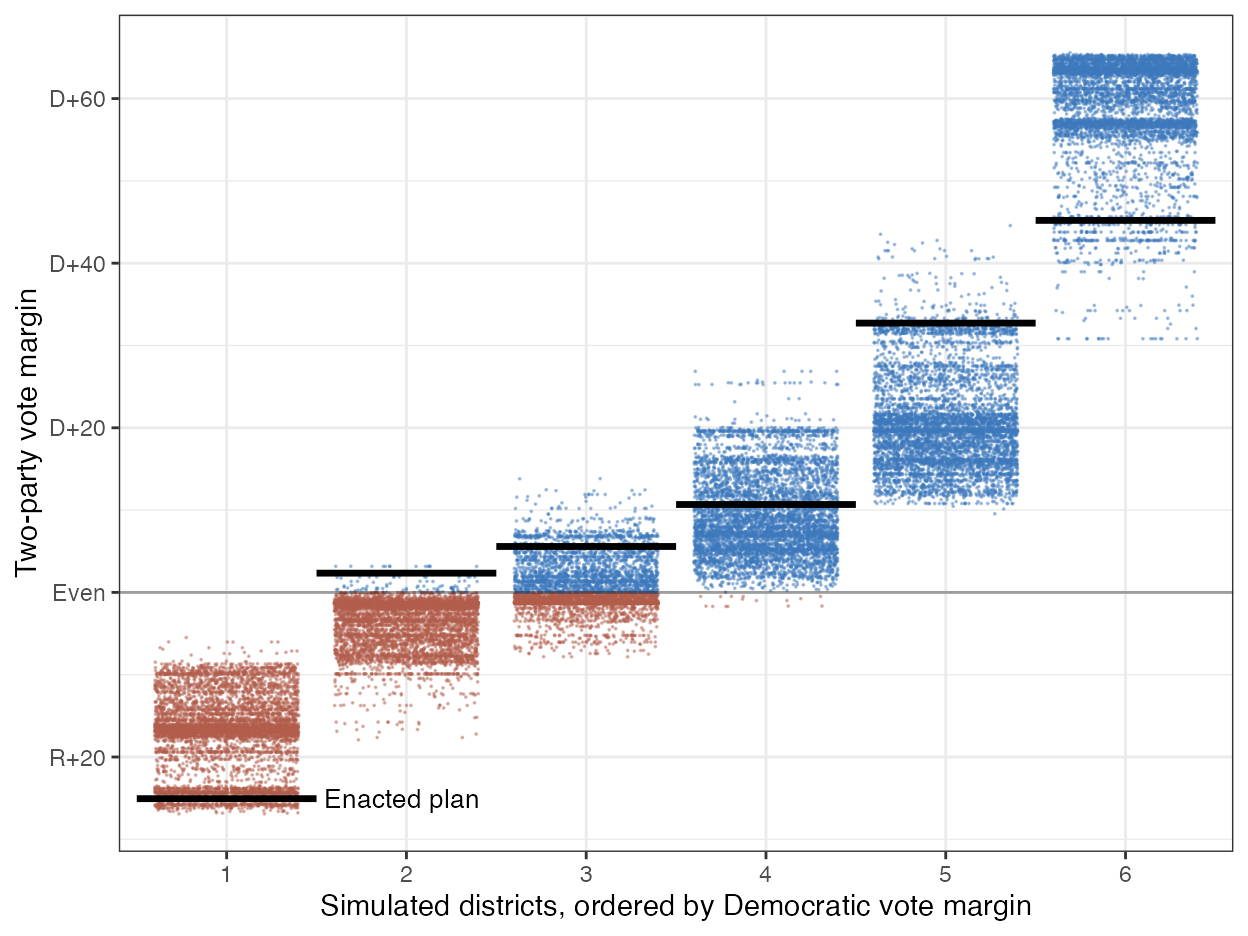 Two-party vote margin
D+60
D+40
D+20
Even
R+20
Enacted plan
1 2 3 4 5 6
Simulated districts, ordered by Democratic vote margin